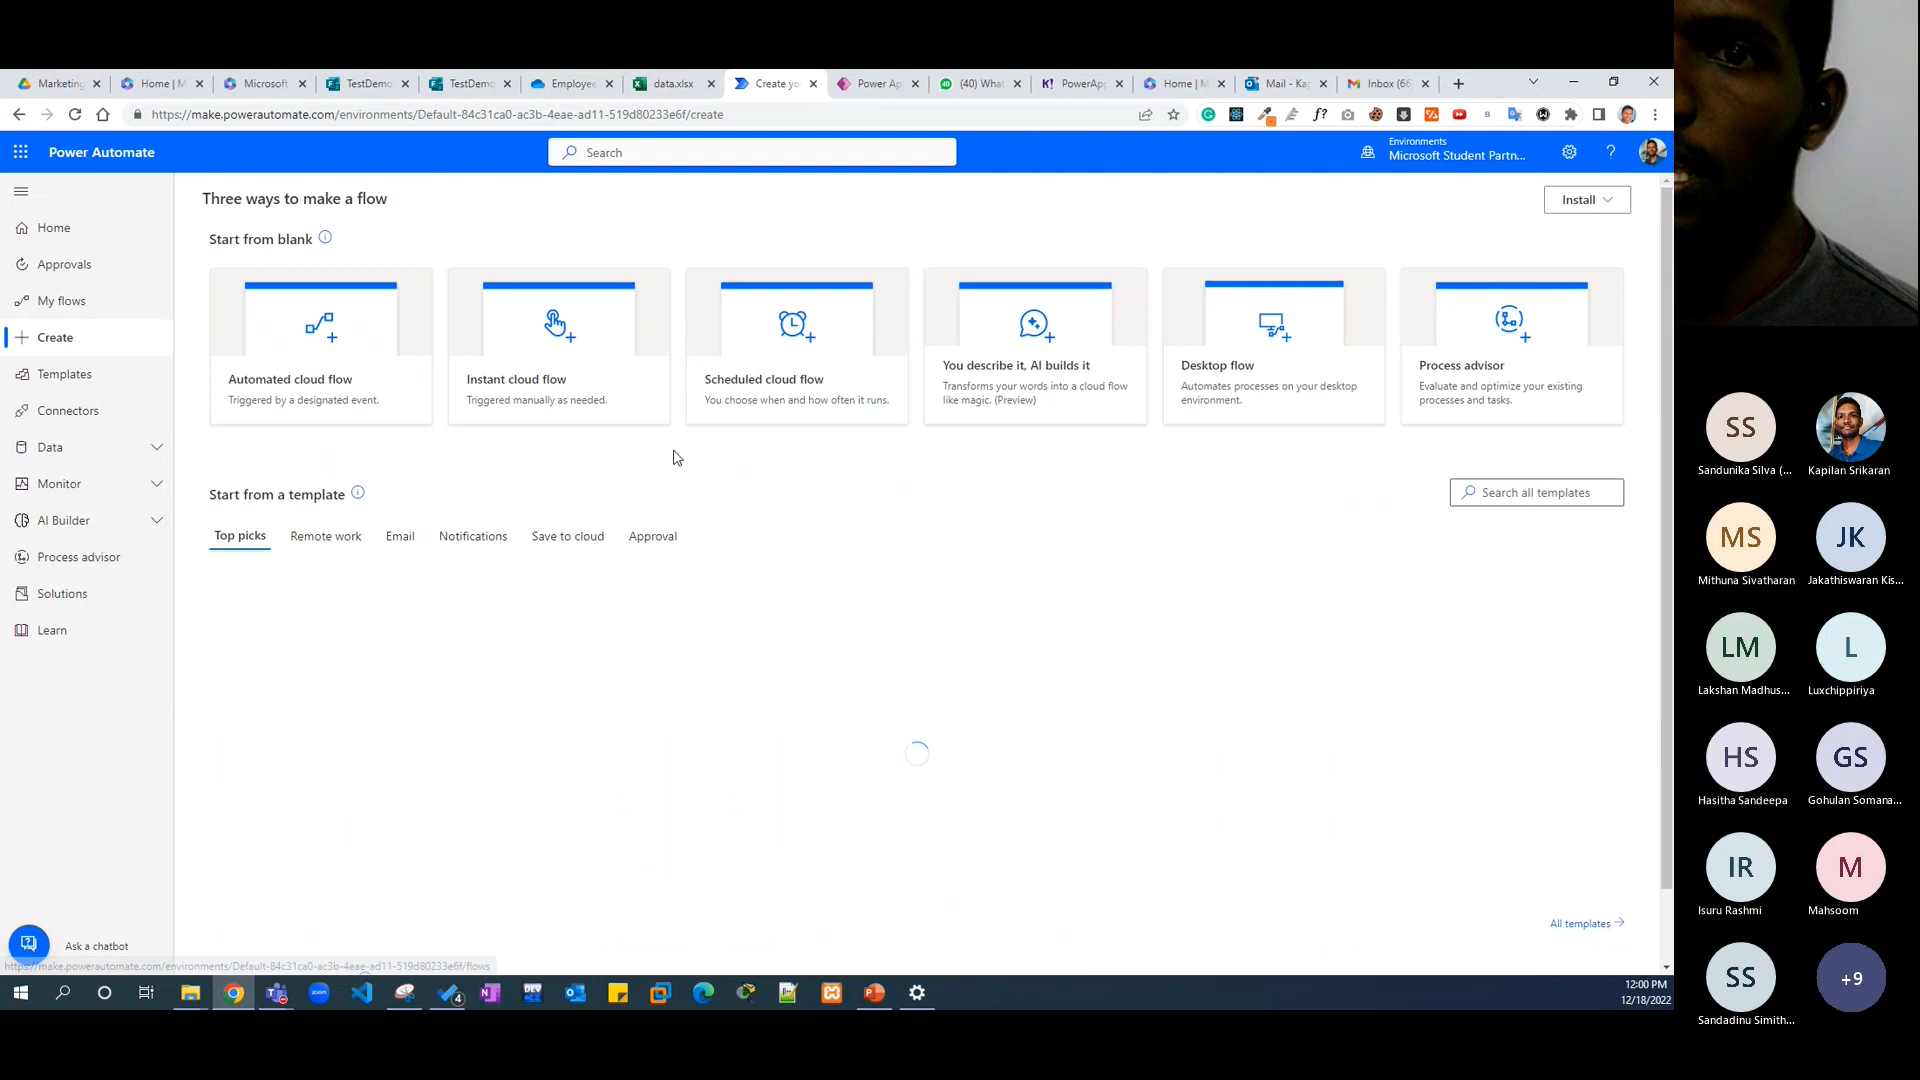 Marketing
Home | M
Microsoft
TestDemo
TestDemo
Employee
data.xlsx
Create yo
Power Ap
(40) What
PowerApp
Home | M
Mail - Kap
Inbox (66
https://make.powerautomate.com/environments/Default-84c31ca0-ac3b-4eae-ad11-519d80233e6f/create
Power Automate
Search
Environments
Microsoft Student Partn...
Home
Approvals
My flows
Create
Templates
Connectors
Data
Monitor
AI Builder
Process advisor
Solutions
Learn
Ask a chatbot
Three ways to make a flow
Install
Start from blank
Automated cloud flow
Triggered by a designated event.
Instant cloud flow
Triggered manually as needed.
Scheduled cloud flow
You choose when and how often it runs.
You describe it, AI builds it
Transforms your words into a cloud flow
like magic. (Preview)
Desktop flow
Automates processes on your desktop
environment.
Process advisor
Evaluate and optimize your existing
processes and tasks.
Start from a template
Search all templates
Top picks
Remote work
Email
Notifications
Save to cloud
Approval
All templates
https://make.powerautomate.com/environments/Default-84c31ca0-ac3b-4eae-ad11-519d80233e6f/flows
12:00 PM
12/18/2022
SS
Sandunika Silva (...
Kapilan Srikaran
MS
Mithuna Sivatharan
JK
Jakathiswaran Kis...
LM
Lakshan Madhus...
L
Luxchippiriya
HS
Hasitha Sandeepa
GS
Gohulan Somana...
IR
Isuru Rashmi
M
Mahsoom
SS
Sandadinu Simith...
+9